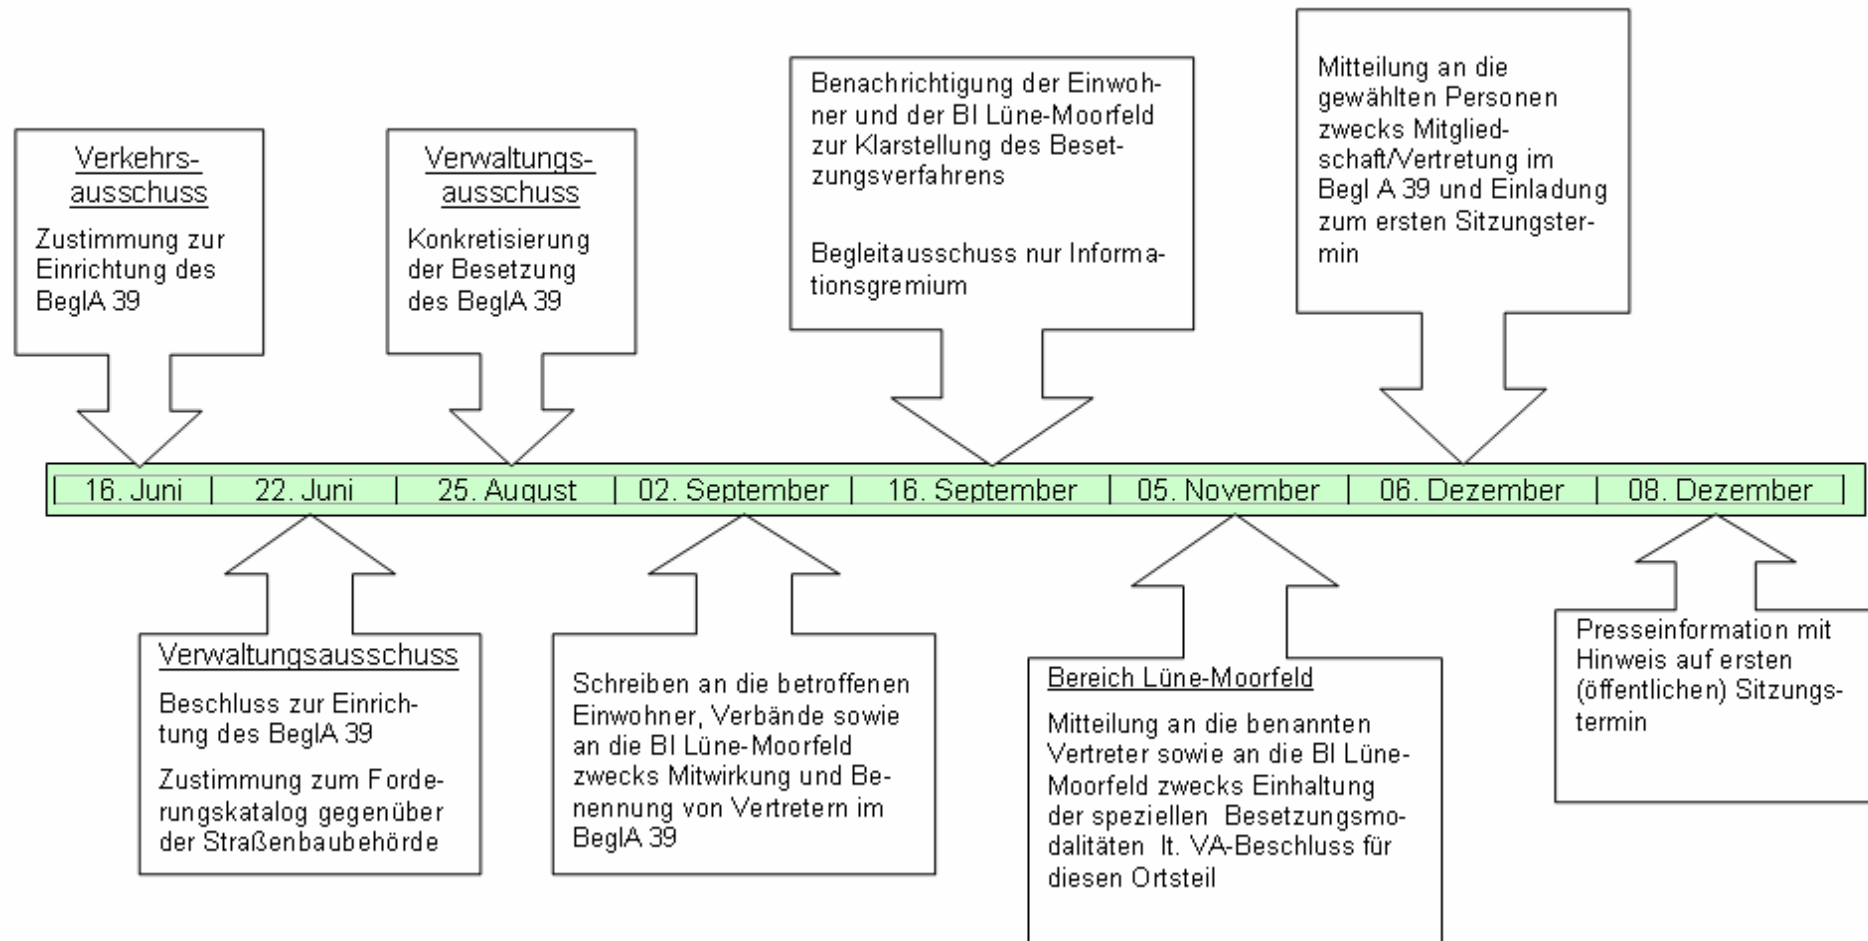 Verkehrs-
ausschuss
Zustimmung zur
Einrichtung des
BeglA 39
Verwaltungs-
ausschuss
Konkretisierung
der Besetzung
des BeglA 39
Benachrichtigung der Einwoh-
ner und der BI Lüne-Moorfeld
zur Klarstellung des Beset-
zungsverfahrens
Begleitausschuss nur Informa-
tionsgremium
Mitteilung an die
gewählten Personen
zwecks Mitglied-
schaft/Vertretung im
Begl A 39 und Einladung
zum ersten Sitzungster-
min
16. Juni | 22. Juni | 25. August | 02. September | 16. September | 05. November | 06. Dezember | 08. Dezember
Verwaltungsausschuss
Beschluss zur Einrich-
tung des BeglA 39
Zustimmung zum Forde-
rungskatalog gegenüber
der Straßenbaubehörde
Schreiben an die betroffenen
Einwohner, Verbände sowie
an die BI Lüne-Moorfeld
zwecks Mitwirkung und Be-
nennung von Vertretern im
BeglA 39
Bereich Lüne-Moorfeld
Mitteilung an die benannten
Vertreter sowie an die BI Lüne-
Moorfeld zwecks Einhaltung
der speziellen Besetzungsmo-
dalitäten lt. VA-Beschluss für
diesen Ortsteil
Presseinformation mit
Hinweis auf ersten
(öffentlichen) Sitzungs-
termin